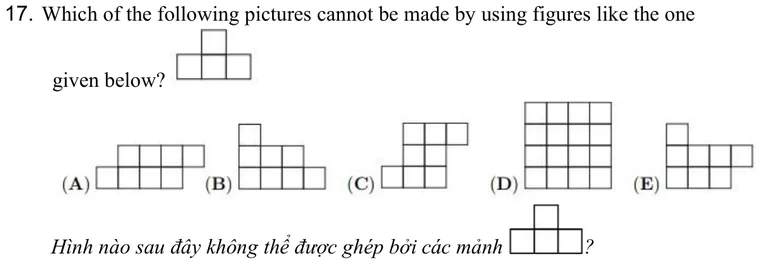 17. Which of the following pictures cannot be made by using figures like the one
given below?
(A) (B) (C) (D) (E)
Hình nào sau đây không thể được ghép bởi các mảnh ?